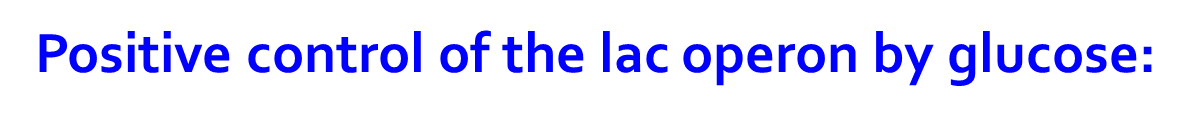 Positive control of the lac operon by glucose: